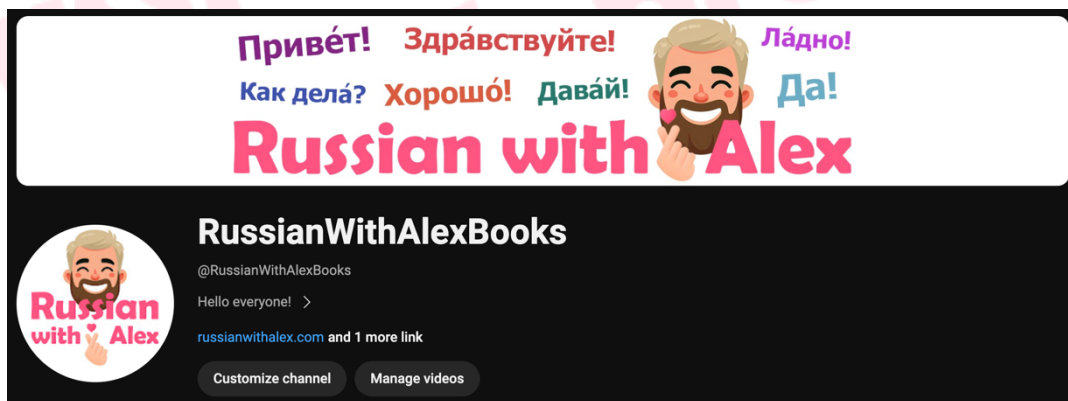 Приве́т! Здра́вствуйте! Ла́дно!
Как дела́? Хорошо́! Дава́й! Да!
Russian with Alex
RussianWithAlexBooks
@RussianWithAlexBooks
Hello everyone! >
russianwithalex.com and 1 more link
Customize channel Manage videos
Russian
with Alex